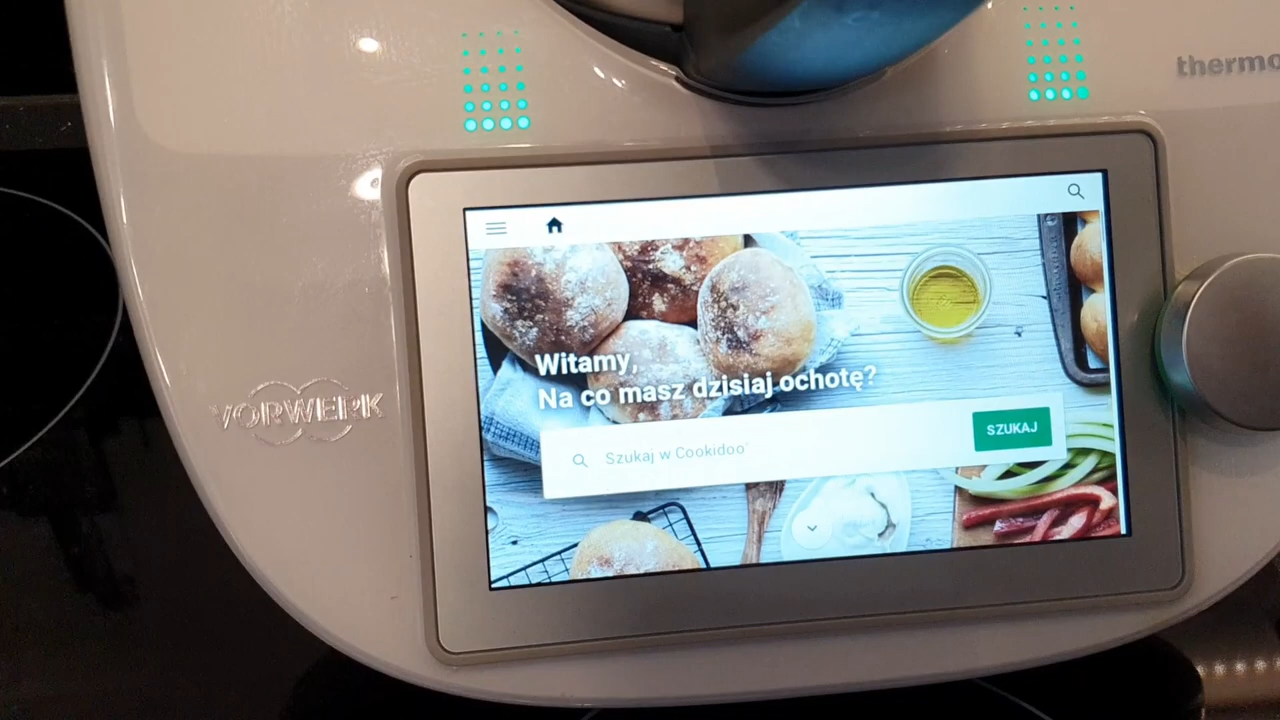 thermo
Witamy,
Na co masz dzisiaj ochotę?
VORWERK
Szukaj w Cookidoo®
SZUKAJ